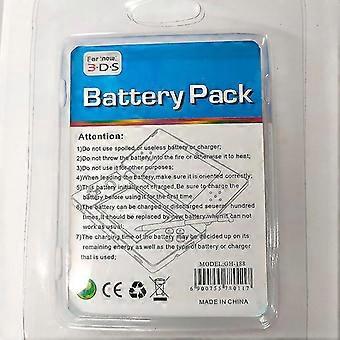 For new
3·D·S
Battery Pack
Attention:
1)Do not use spoiled or useless battery or charger;
2)Do not throw the battery into the fire or otherwise it to heat;
3)Do not use it for other purposes;
4)When leading the battery,make sure it is oriented correctly;
5)This battery initially not charged.Be sure to charge the
battery before using it for the first time.
6)The battery can be charged or discharged several hundred
times,it should be replaced by new battery,when it can not
work as usual;
7)The charging time of the battery may be decided up on its
remaining energy as well as the type of battery or charger
that is used;
MODEL:GH-188
CE
6 900755 780117
MADE IN CHINA